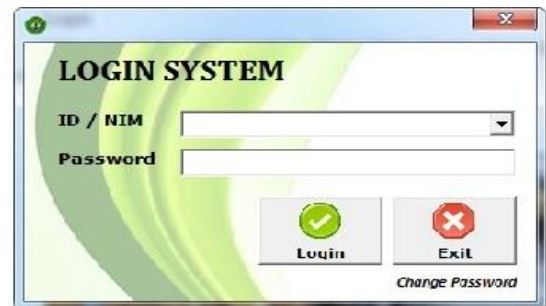 LOGIN SYSTEM
ID / NIM
Password
Login
Exit
Change Password